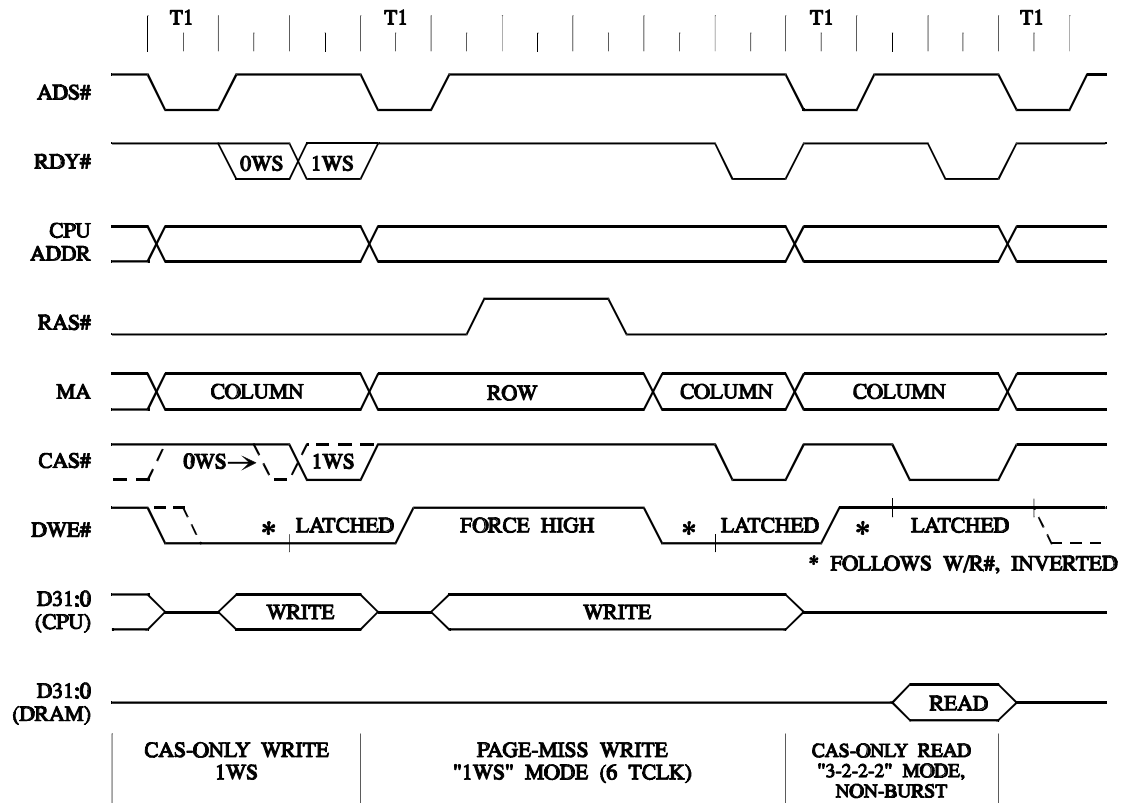 T1 T1 T1 T1
ADS#
RDY# 0WS 1WS
CPU
ADDR
RAS#
MA COLUMN ROW COLUMN COLUMN
CAS# 0WS 1WS
DWE# * LATCHED FORCE HIGH * LATCHED * LATCHED
* FOLLOWS W/R#, INVERTED
D31:0
(CPU) WRITE WRITE
D31:0
(DRAM) READ
CAS-ONLY WRITE
1WS
PAGE-MISS WRITE
"1WS" MODE (6 TCLK)
CAS-ONLY READ
"3-2-2-2" MODE,
NON-BURST